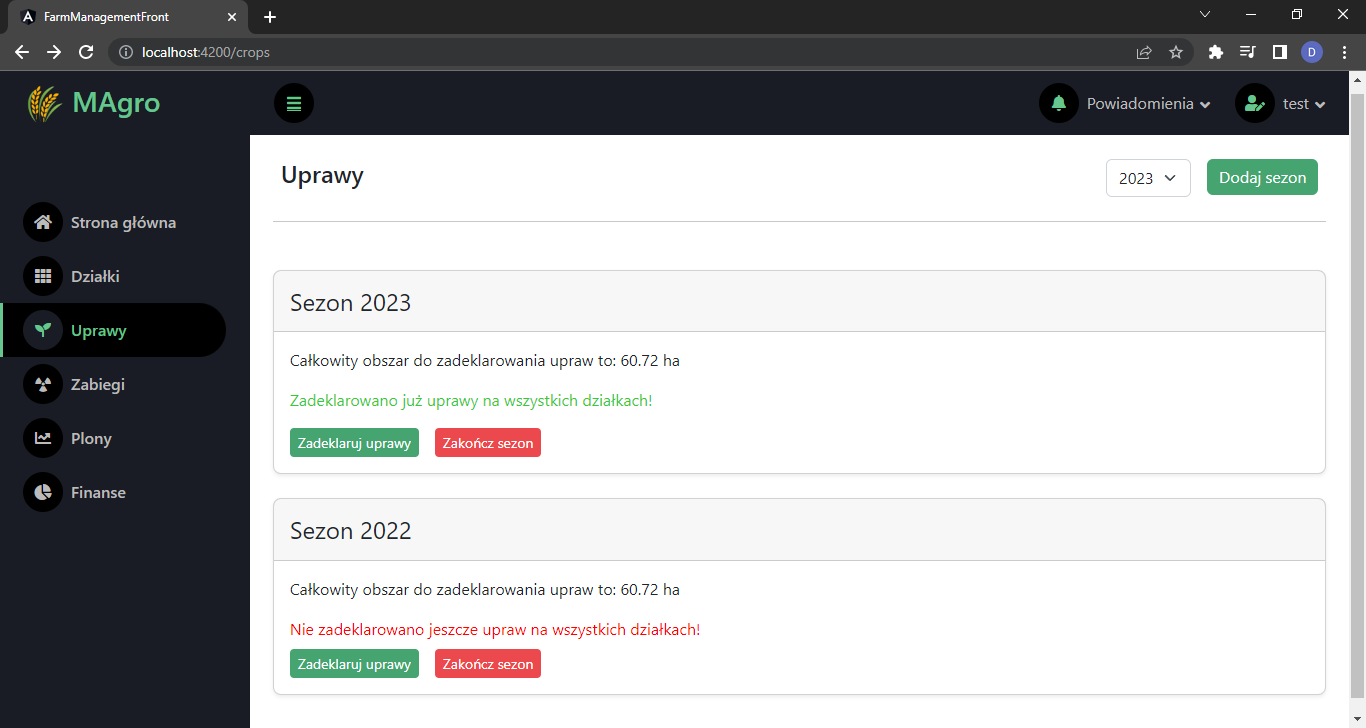 FarmManagementFront
localhost:4200/crops
D
MAgro
Powiadomienia
test
Uprawy
2023
Dodaj sezon
Strona główna
Działki
Uprawy
Zabiegi
Plony
Finanse
Sezon 2023
Całkowity obszar do zadeklarowania upraw to: 60.72 ha
Zadeklarowano już uprawy na wszystkich działkach!
Zadeklaruj uprawy
Zakończ sezon
Sezon 2022
Całkowity obszar do zadeklarowania upraw to: 60.72 ha
Nie zadeklarowano jeszcze upraw na wszystkich działkach!
Zadeklaruj uprawy
Zakończ sezon